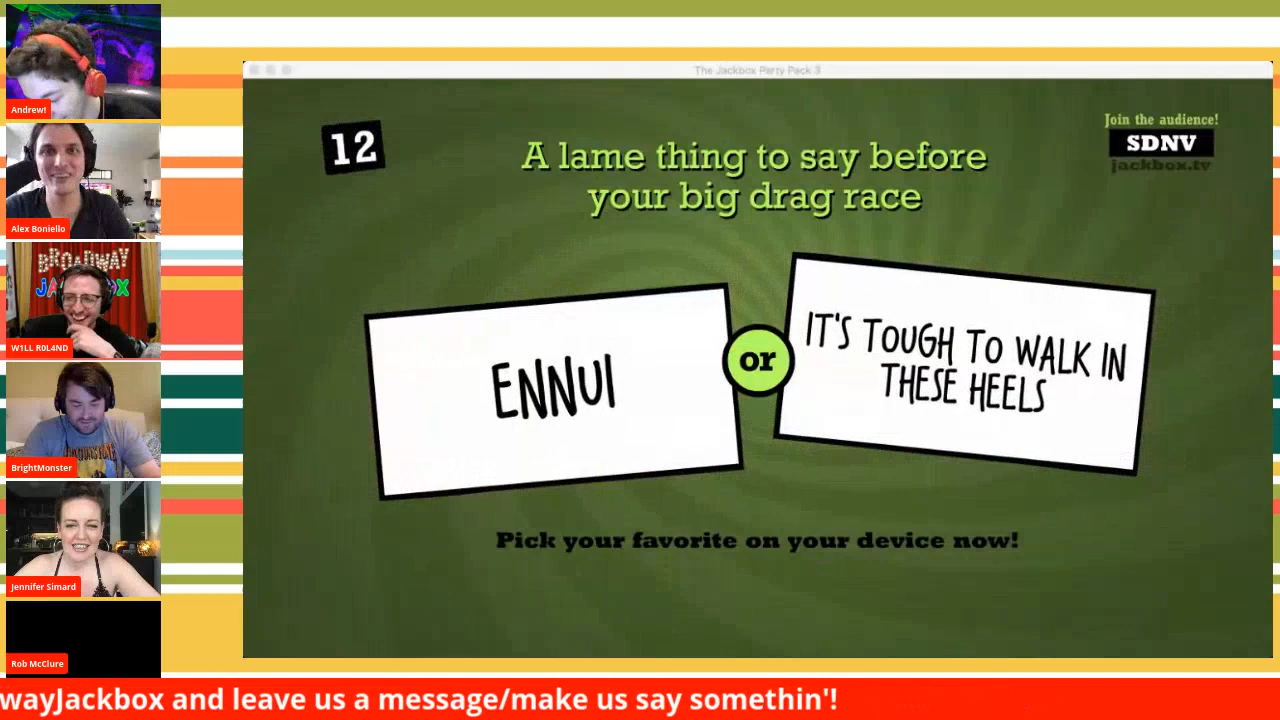 Andrew!
Alex Boniello
BROADWAY
JACKBOX
W1LL R0L4ND
BrightMonster
Jennifer Simard
Rob McClure
The Jackbox Party Pack 3
12
A lame thing to say before
your big drag race
Join the audience!
SDNV
jackbox.tv
ENNUI
or
IT'S TOUGH TO WALK IN
THESE HEELS
Pick your favorite on your device now!
wayJackbox and leave us a message/make us say somethin'!